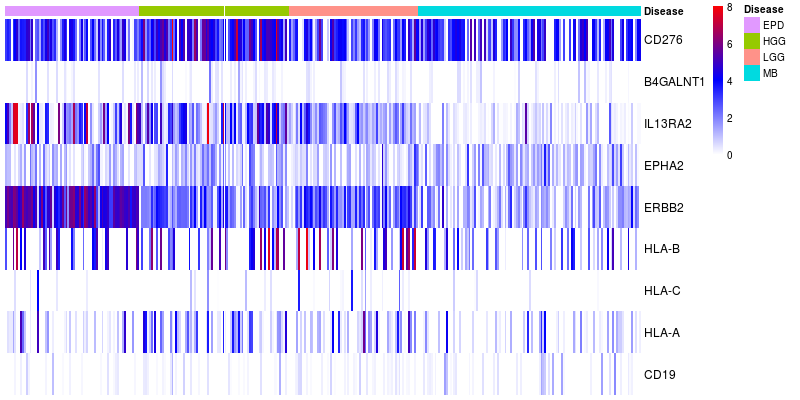 Disease
CD276
B4GALNT1
IL13RA2
EPHA2
ERBB2
HLA-B
HLA-C
HLA-A
CD19
8
6
4
2
0
Disease
EPD
HGG
LGG
MB